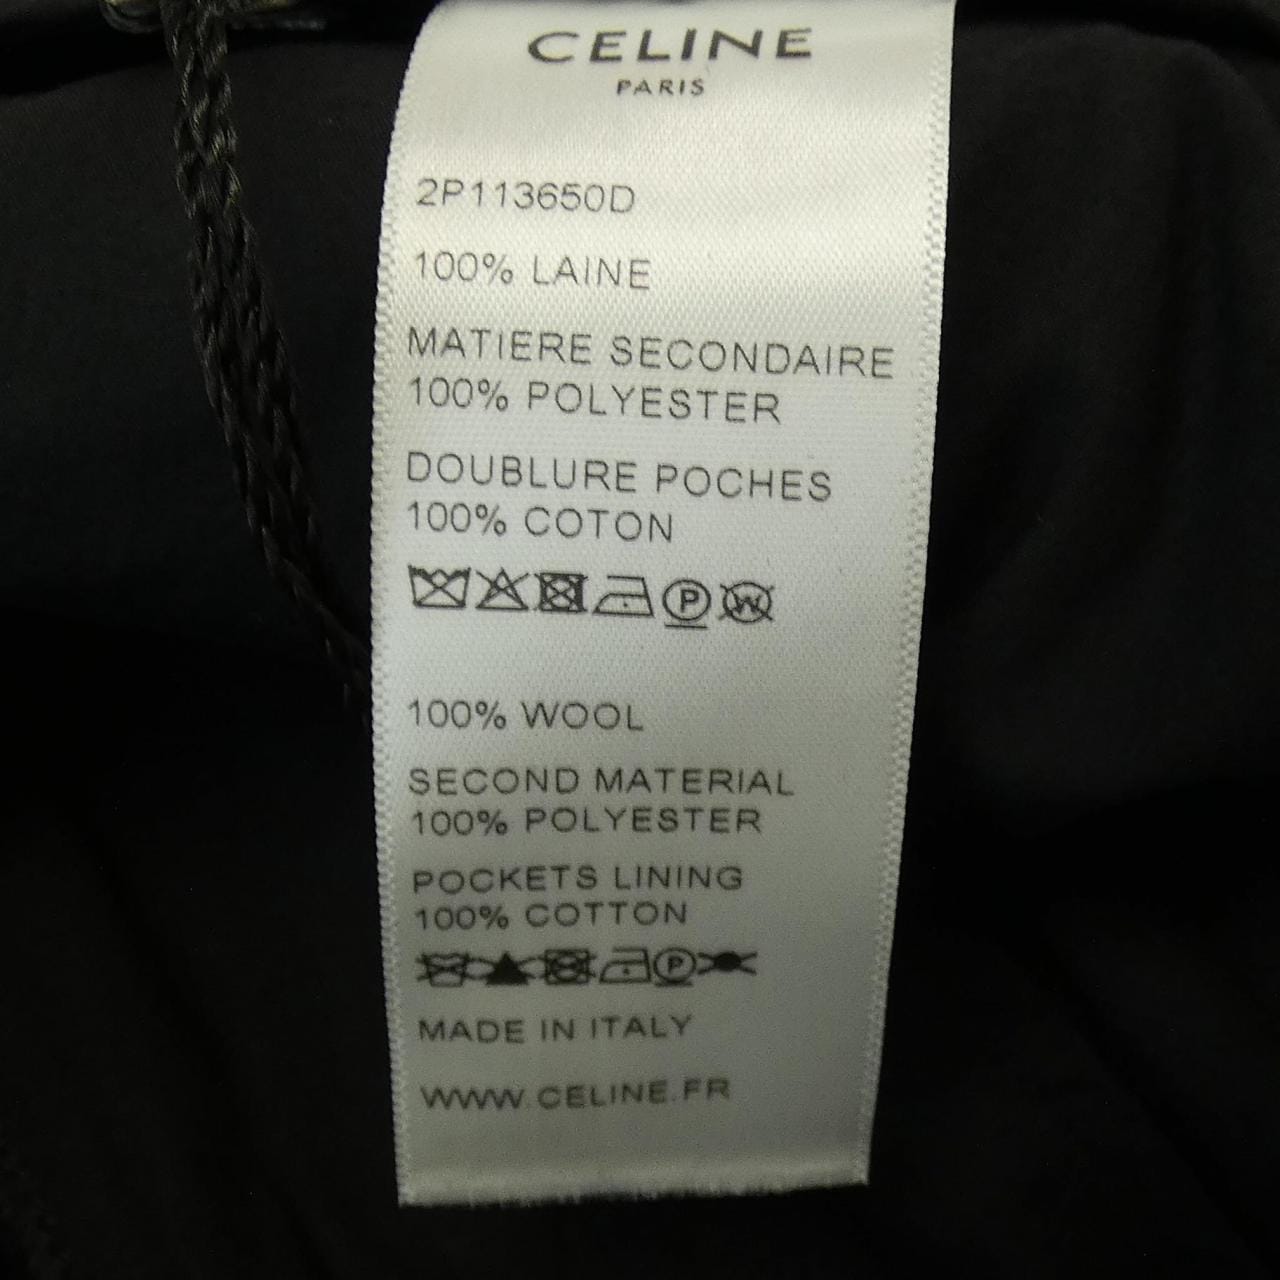 CELINE
PARIS
2P113650D
100% LAINE
MATIERE SECONDAIRE
100% POLYESTER
DOUBLURE POCHES
100% COTON
P W
100% WOOL
SECOND MATERIAL
100% POLYESTER
POCKETS LINING
100% COTTON
P
MADE IN ITALY
WWW.CELINE.FR